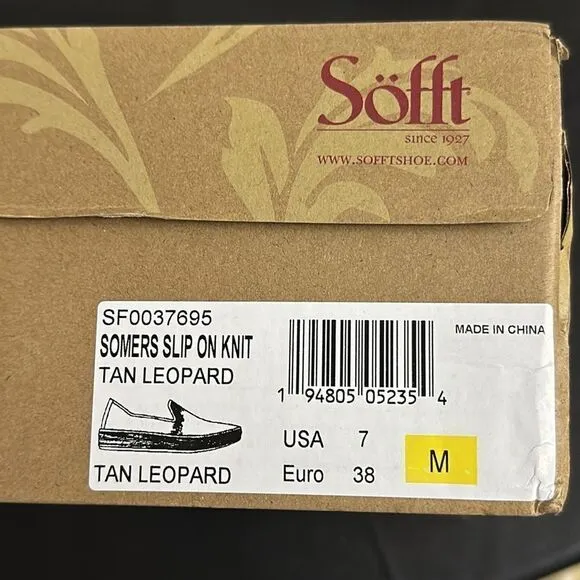 Söfft
since 1927
WWW.SOFFTSHOE.COM
SF0037695
SOMERS SLIP ON KNIT
TAN LEOPARD
MADE IN CHINA
1 94805 05235 4
USA 7
Euro 38
M
TAN LEOPARD